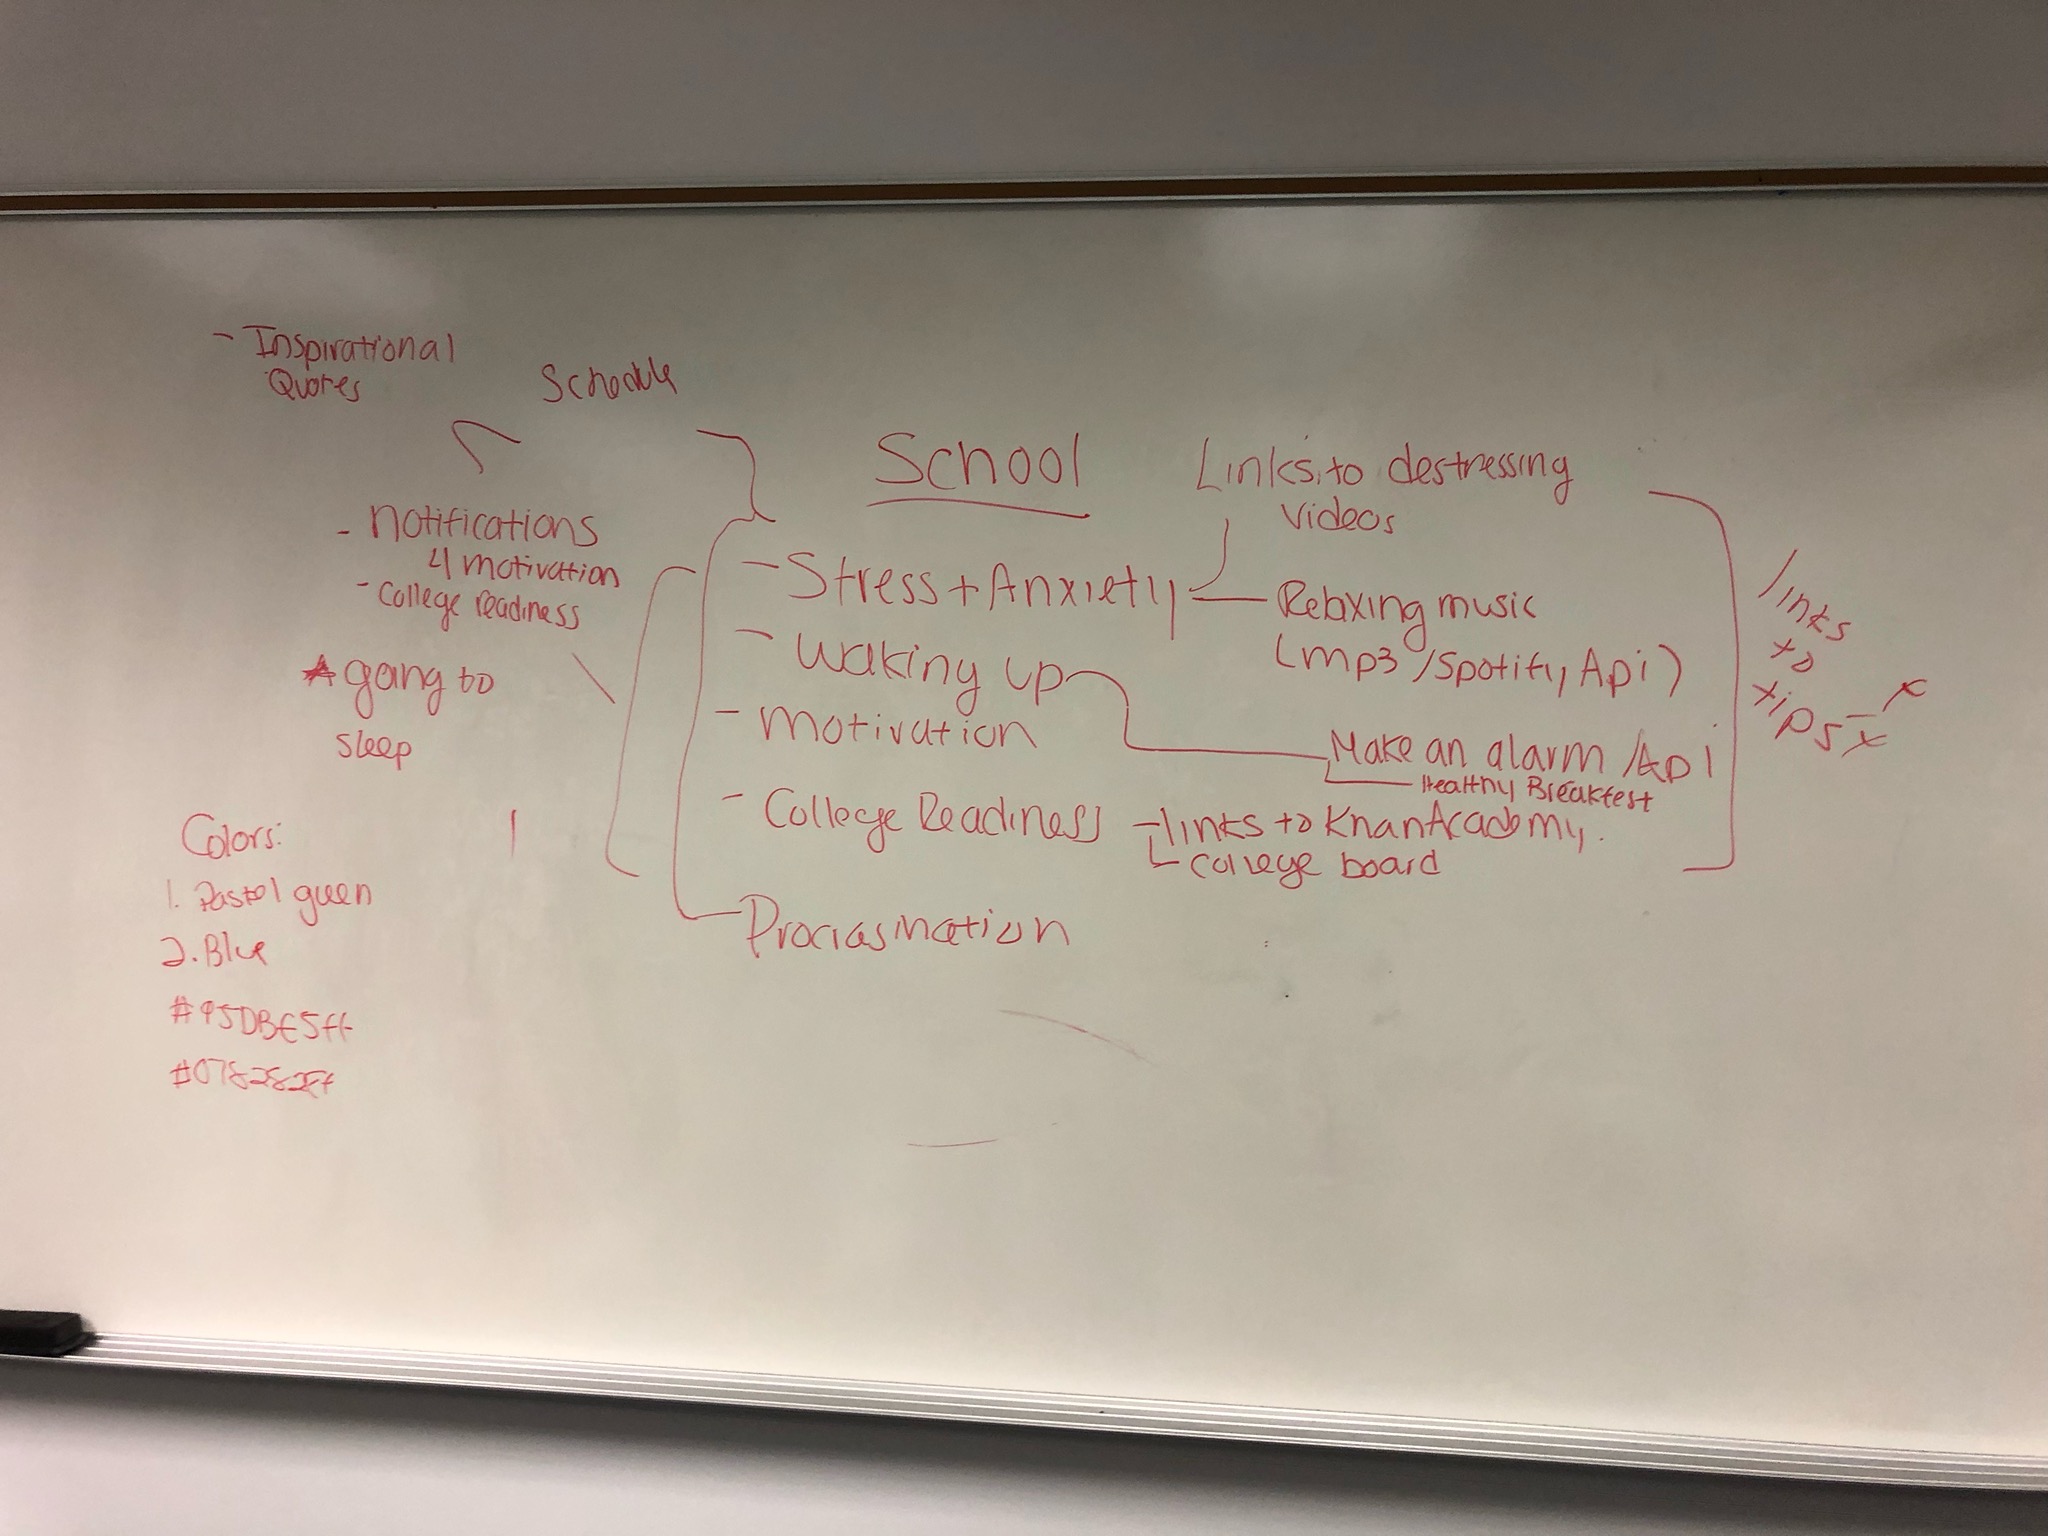 - Inspirational
Quotes
School
Links to destressing
videos
- notifications
4 motivation
- College readiness
- Stress + Anxiety
Relaxing music
(mp3/Spotify Api)
going to
sleep
- waking up
- motivation
Make an alarm /Api
Healthy Breakfest
- College Readiness
- links to KhanAcademy.
College board
Procrasination
links
to
tips
Colors:
1. Pastel green
2. Blue
#95DBE5ff
#078282ff